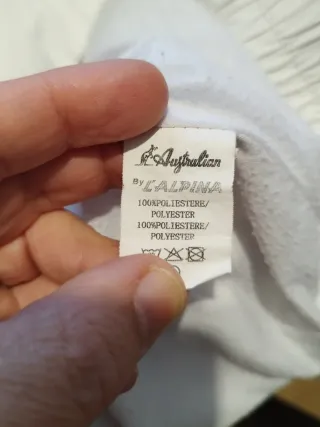 Australian
By L'ALPINA
100%POLIESTERE/
POLYESTER
100%POLIESTERE/
POLYESTER